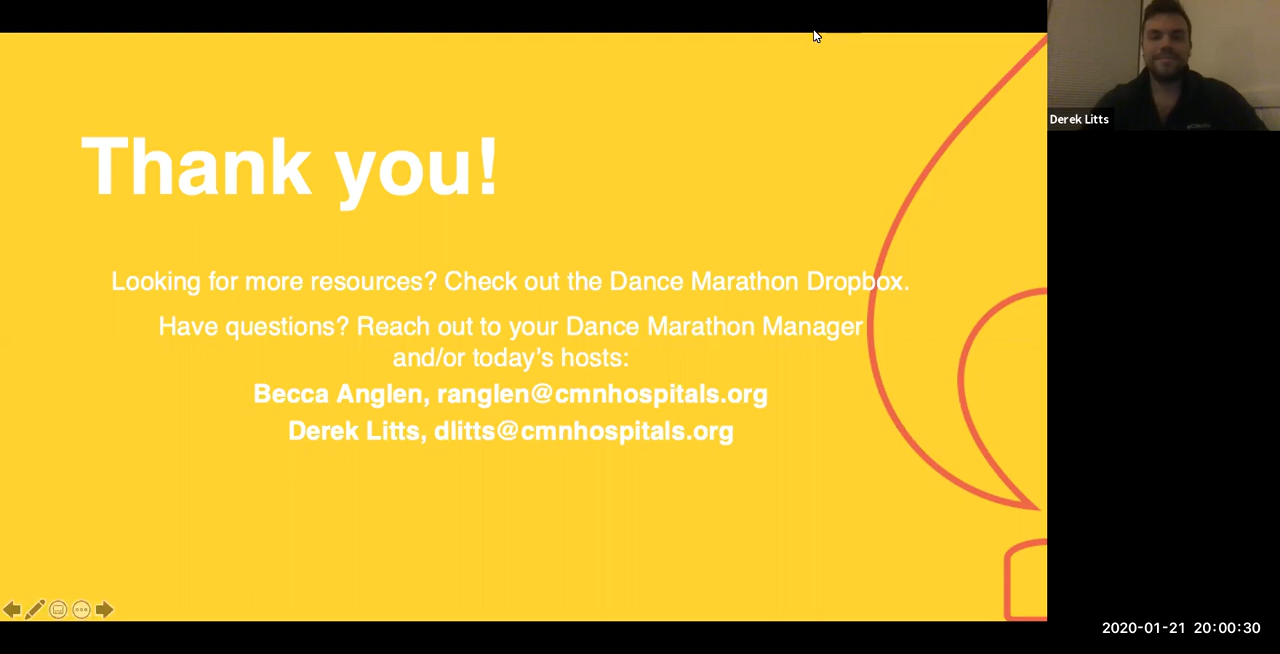 Thank you!
Looking for more resources? Check out the Dance Marathon Dropbox.
Have questions? Reach out to your Dance Marathon Manager
and/or today’s hosts:
Becca Anglen, ranglen@cmnhospitals.org
Derek Litts, dlitts@cmnhospitals.org
Derek Litts
2020-01-21 20:00:30